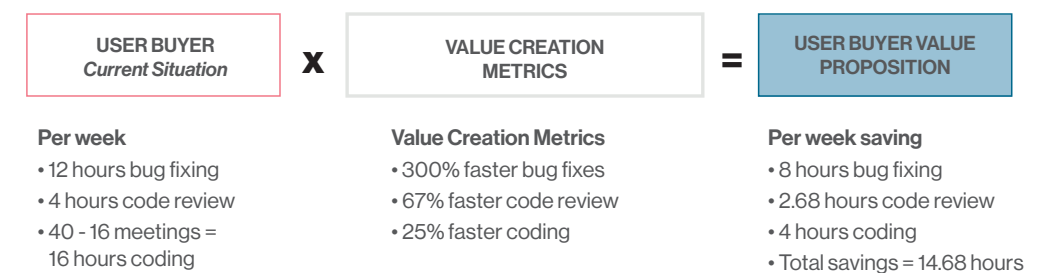 USER BUYER
Current Situation
x
VALUE CREATION
METRICS
=
USER BUYER VALUE
PROPOSITION
Per week
• 12 hours bug fixing
• 4 hours code review
• 40 - 16 meetings =
16 hours coding
Value Creation Metrics
• 300% faster bug fixes
• 67% faster code review
• 25% faster coding
Per week saving
• 8 hours bug fixing
• 2.68 hours code review
• 4 hours coding
• Total savings = 14.68 hours